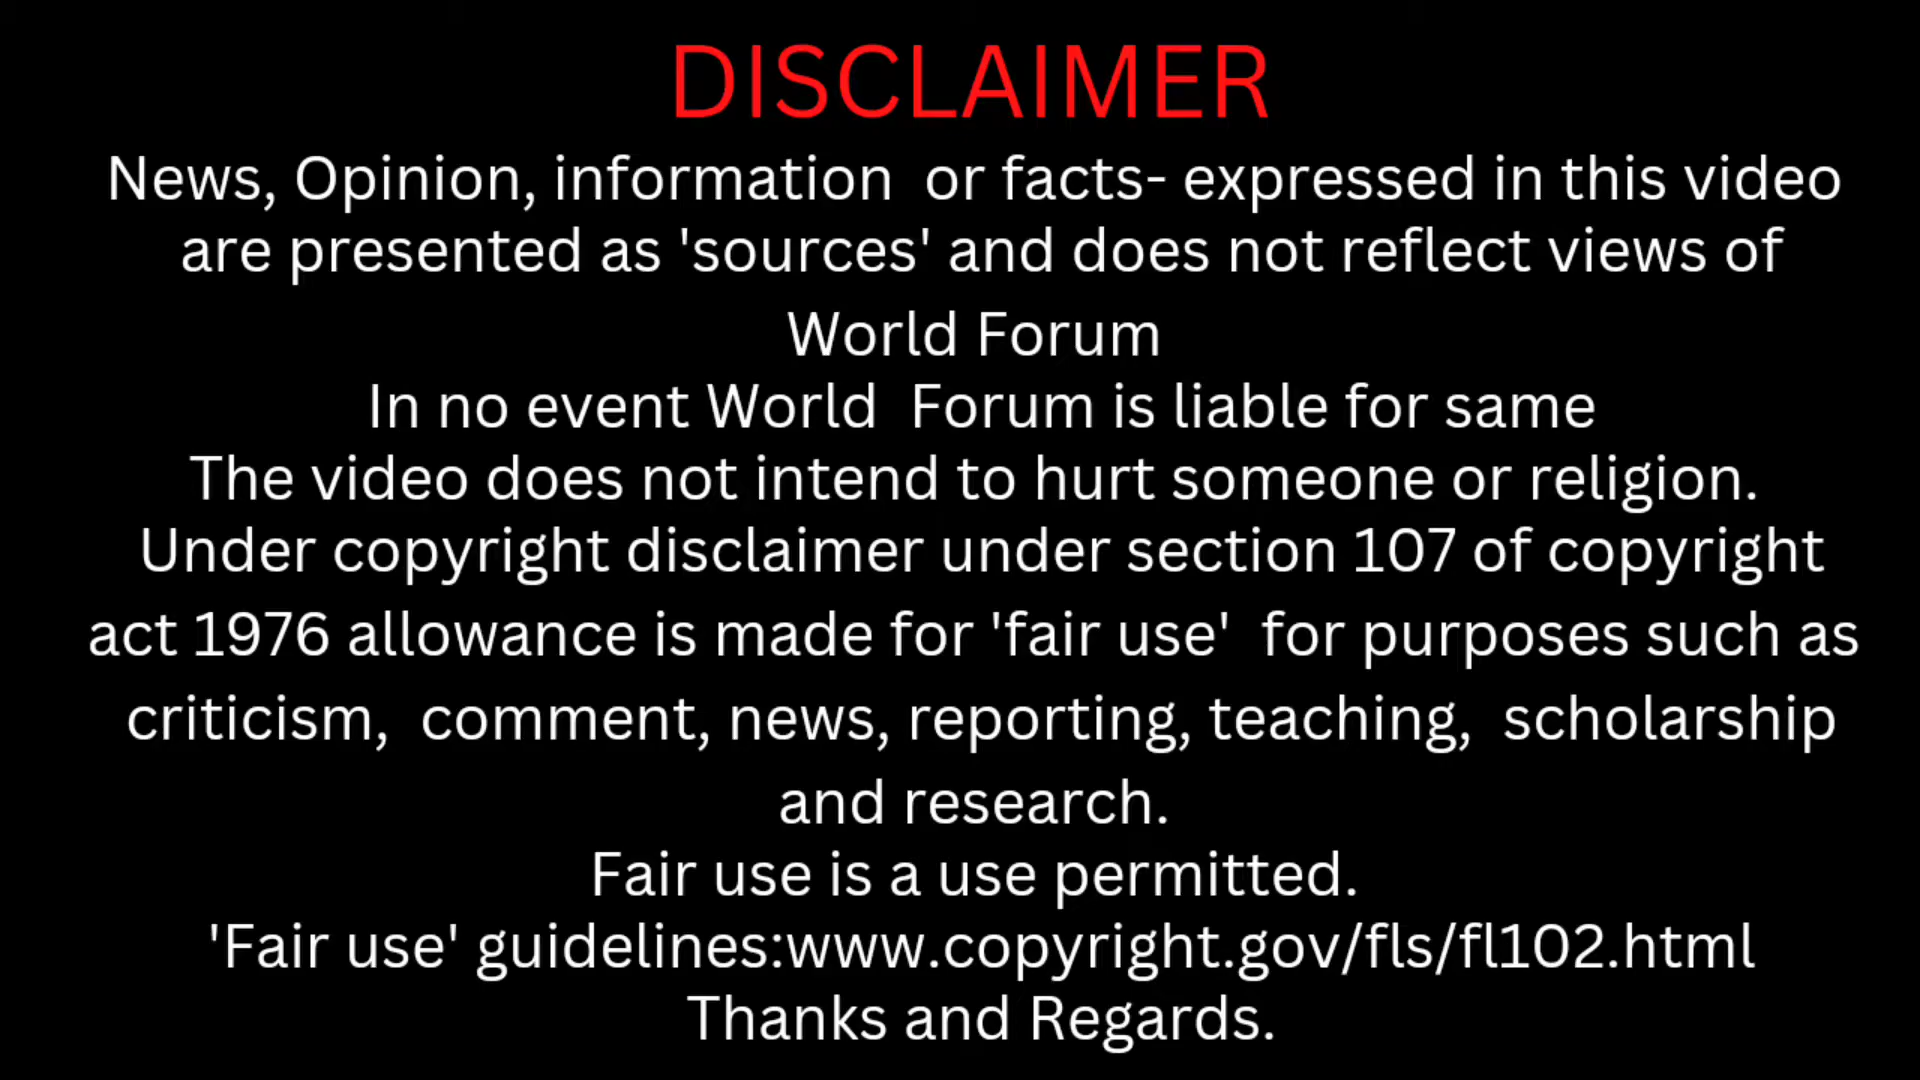 DISCLAIMER
News, Opinion, information  or facts- expressed in this video
are presented as 'sources' and does not reflect views of
World Forum
In no event World  Forum is liable for same
The video does not intend to hurt someone or religion.
Under copyright disclaimer under section 107 of copyright
act 1976 allowance is made for 'fair use'  for purposes such as
criticism,  comment, news, reporting, teaching,  scholarship
and research.
Fair use is a use permitted.
'Fair use' guidelines:www.copyright.gov/fls/fl102.html
Thanks and Regards.